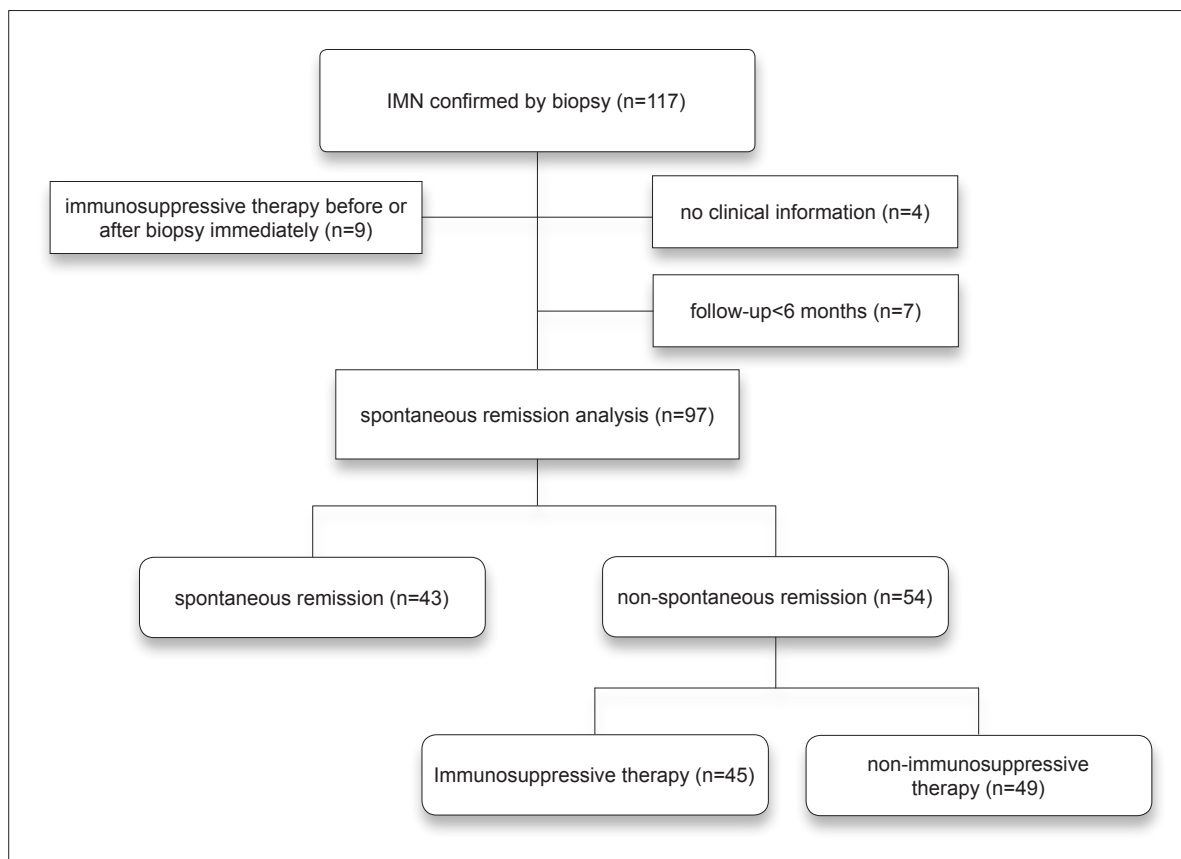 IMN confirmed by biopsy (n=117)
immunosuppressive therapy before or
after biopsy immediately (n=9)
no clinical information (n=4)
follow-up<6 months (n=7)
spontaneous remission analysis (n=97)
spontaneous remission (n=43)
non-spontaneous remission (n=54)
Immunosuppressive therapy (n=45)
non-immunosuppressive
therapy (n=49)